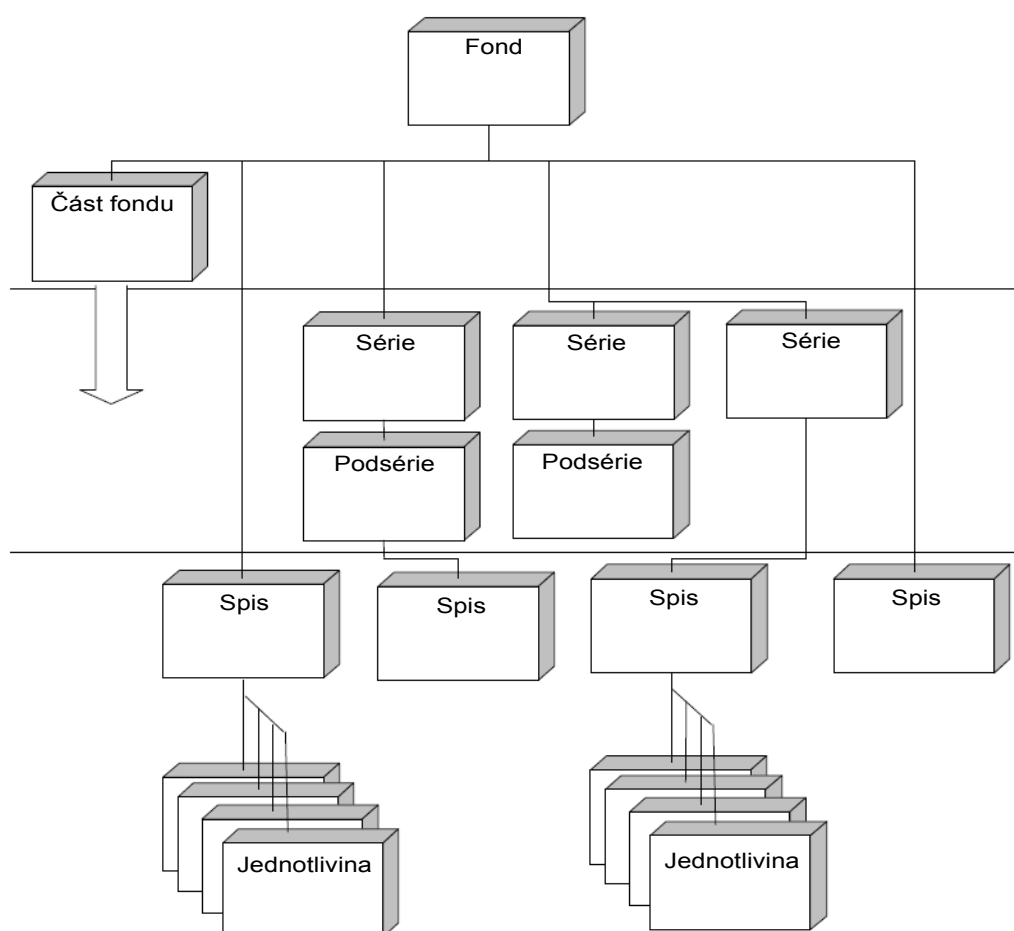 Fond
Část fondu
Série
Série
Série
Podsérie
Podsérie
Spis
Spis
Spis
Spis
Jednotlivina
Jednotlivina